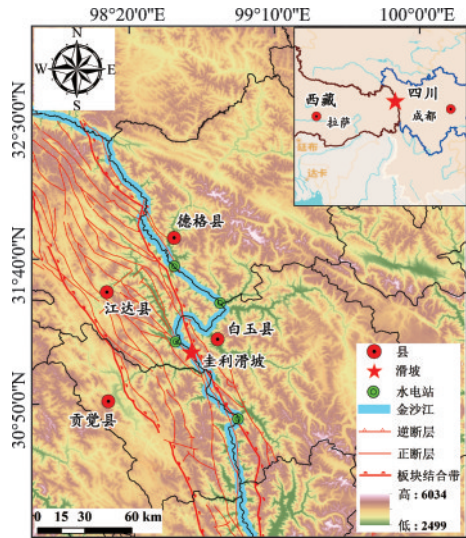 98°20'0"E 99°10'0"E 100°0'0"E
32°30'0"N
31°40'0"N
30°50'0"N
N
W E
S
西藏
拉萨
四川
成都
达卡
德格县
江达县
白玉县
圭利滑坡
贡觉县
县
滑坡
水电站
金沙江
逆断层
正断层
板块结合带
高：6034
低：2499
0 15 30 60 km